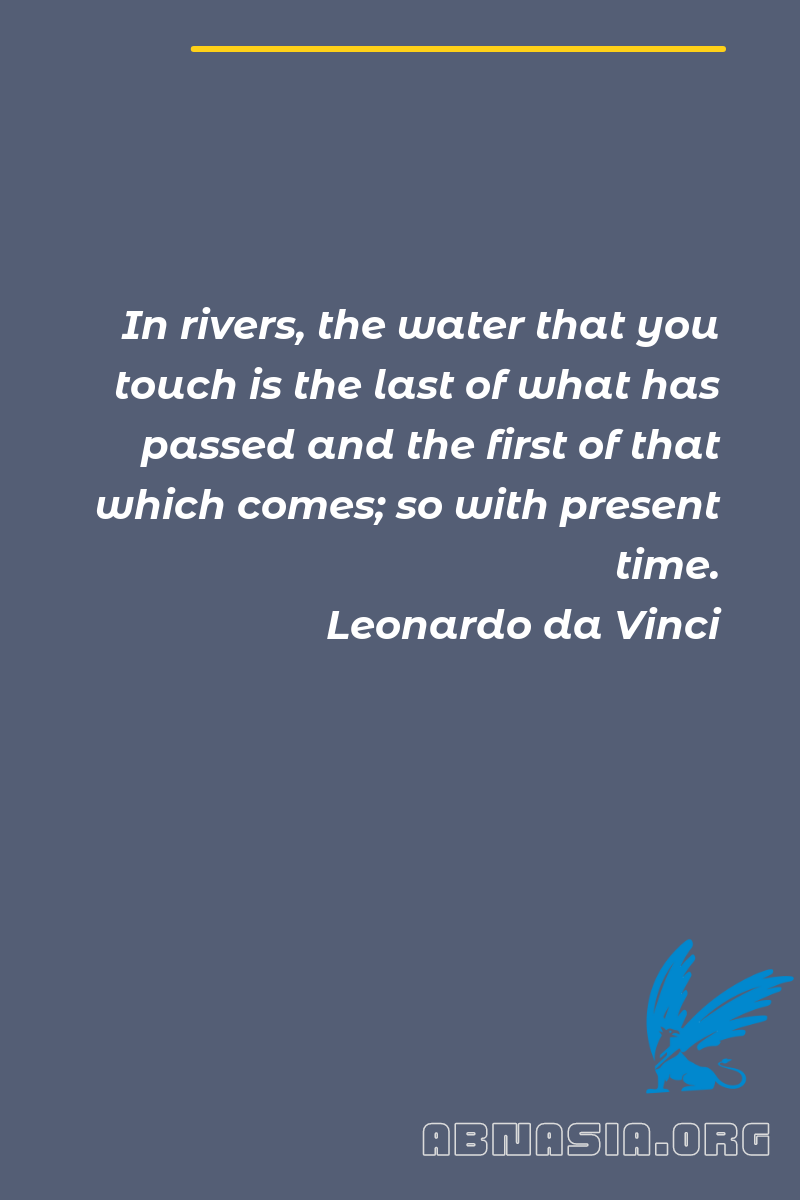 In rivers, the water that you
touch is the last of what has
passed and the first of that
which comes; so with present
time.
Leonardo da Vinci
ABNASIA.ORG